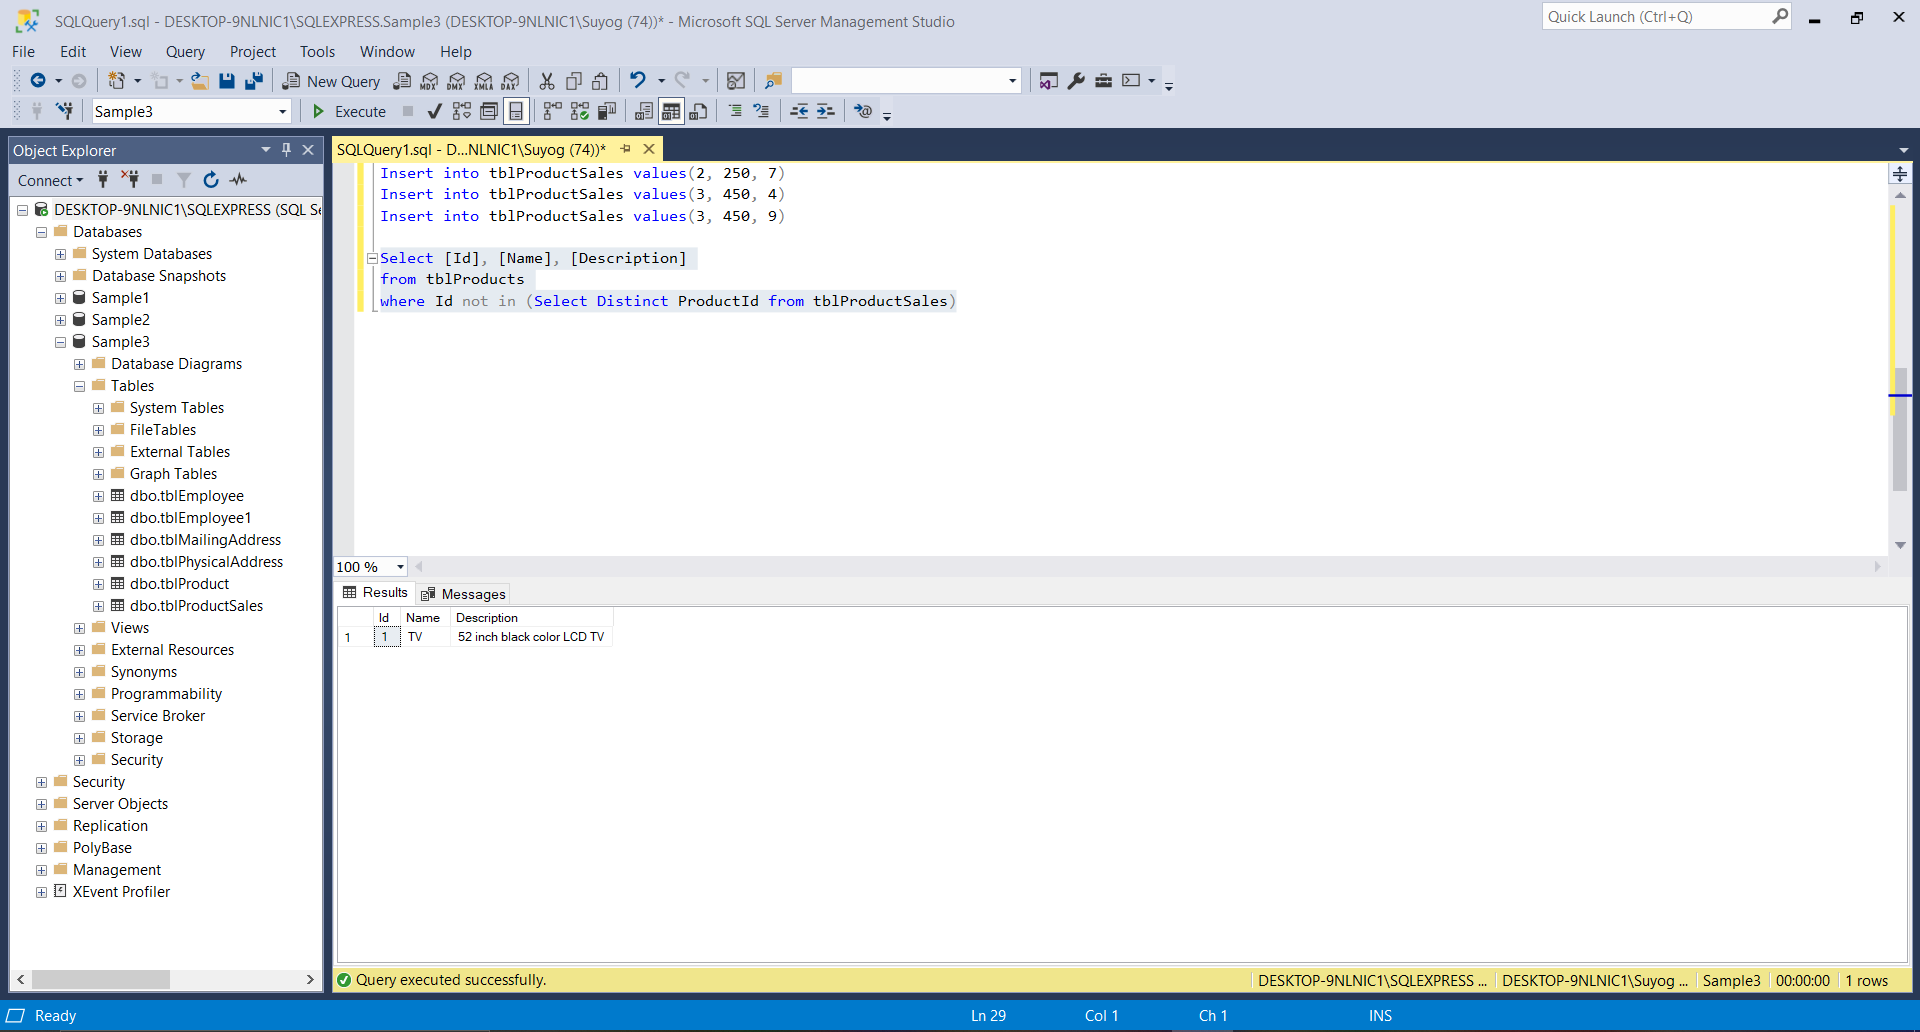 SQLQuery1.sql - DESKTOP-9NLNIC1\SQLEXPRESS.Sample3 (DESKTOP-9NLNIC1\Suyog (74))* - Microsoft SQL Server Management Studio
Quick Launch (Ctrl+Q)
File Edit View Query Project Tools Window Help
New Query MDX DMX XMLA DAX
Sample3 Execute
Object Explorer
Connect
DESKTOP-9NLNIC1\SQLEXPRESS (SQL Se
Databases
System Databases
Database Snapshots
Sample1
Sample2
Sample3
Database Diagrams
Tables
System Tables
FileTables
External Tables
Graph Tables
dbo.tblEmployee
dbo.tblEmployee1
dbo.tblMailingAddress
dbo.tblPhysicalAddress
dbo.tblProduct
dbo.tblProductSales
Views
External Resources
Synonyms
Programmability
Service Broker
Storage
Security
Security
Server Objects
Replication
PolyBase
Management
XEvent Profiler
SQLQuery1.sql - D...NLNIC1\Suyog (74))*
Insert into tblProductSales values(2, 250, 7)
Insert into tblProductSales values(3, 450, 4)
Insert into tblProductSales values(3, 450, 9)
Select [Id], [Name], [Description]
from tblProducts
where Id not in (Select Distinct ProductId from tblProductSales)
100 %
Results Messages
Id Name Description
1 1 TV 52 inch black color LCD TV
Query executed successfully. DESKTOP-9NLNIC1\SQLEXPRESS ... DESKTOP-9NLNIC1\Suyog ... Sample3 00:00:00 1 rows
Ready Ln 29 Col 1 Ch 1 INS